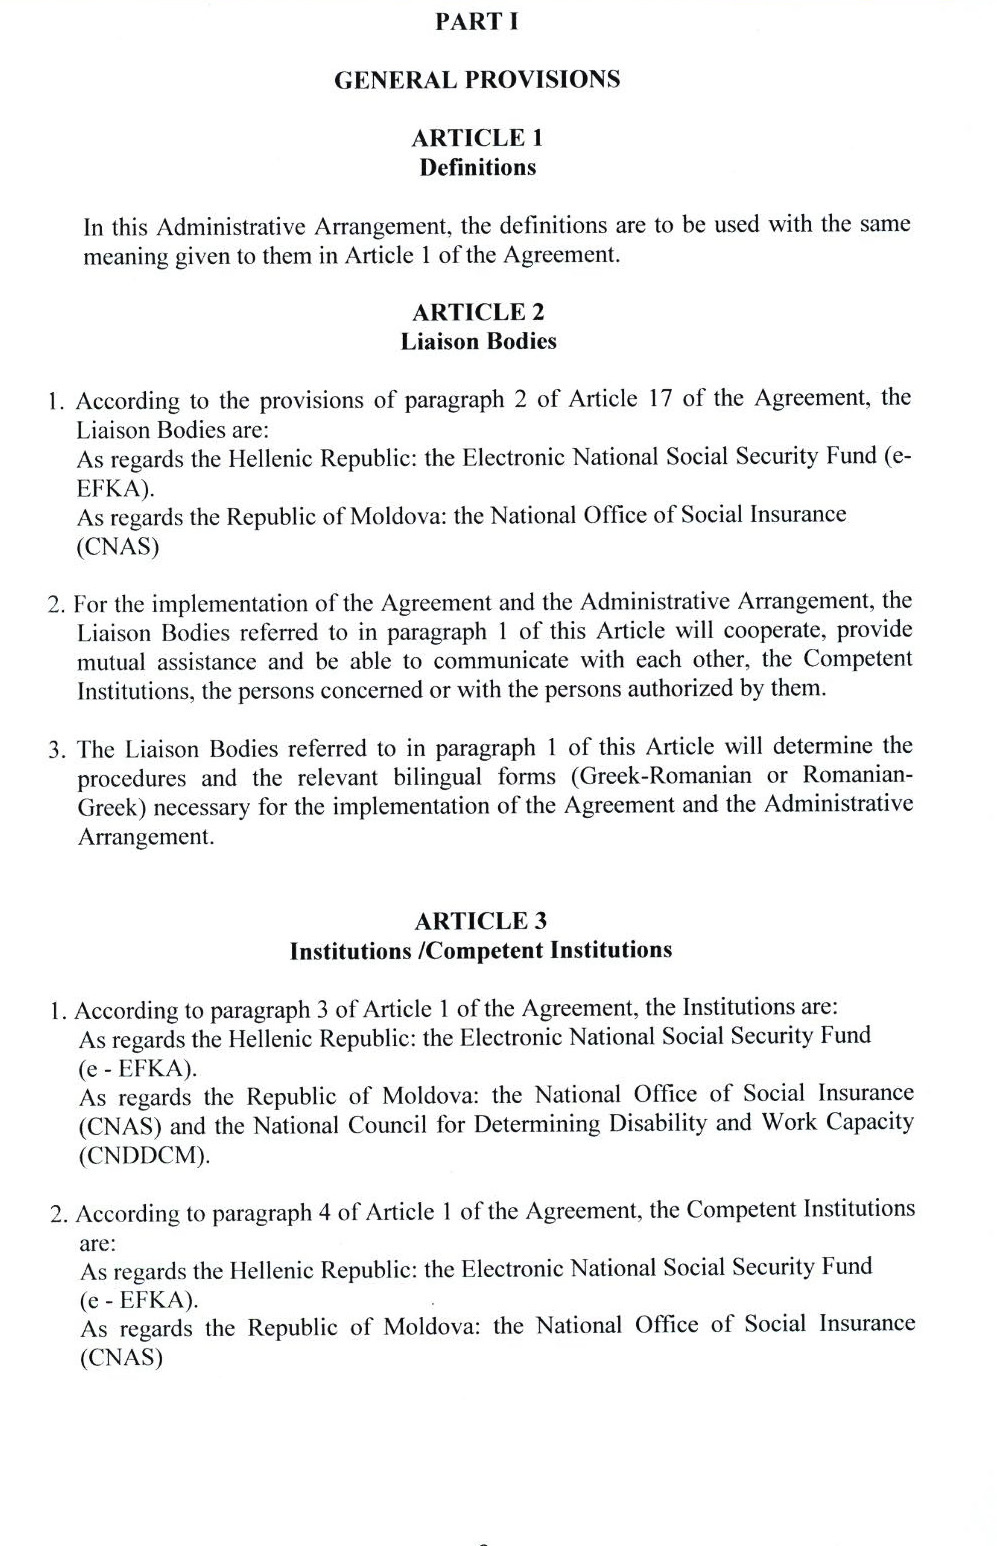 PART I
GENERAL PROVISIONS
ARTICLE 1
Definitions
In this Administrative Arrangement, the definitions are to be used with the same
meaning given to them in Article 1 of the Agreement.
ARTICLE 2
Liaison Bodies
1. According to the provisions of paragraph 2 of Article 17 of the Agreement, the
Liaison Bodies are:
As regards the Hellenic Republic: the Electronic National Social Security Fund (e-
EFKA).
As regards the Republic of Moldova: the National Office of Social Insurance
(CNAS)
2. For the implementation of the Agreement and the Administrative Arrangement, the
Liaison Bodies referred to in paragraph 1 of this Article will cooperate, provide
mutual assistance and be able to communicate with each other, the Competent
Institutions, the persons concerned or with the persons authorized by them.
3. The Liaison Bodies referred to in paragraph 1 of this Article will determine the
procedures and the relevant bilingual forms (Greek-Romanian or Romanian-
Greek) necessary for the implementation of the Agreement and the Administrative
Arrangement.
ARTICLE 3
Institutions /Competent Institutions
1. According to paragraph 3 of Article 1 of the Agreement, the Institutions are:
As regards the Hellenic Republic: the Electronic National Social Security Fund
(e - EFKA).
As regards the Republic of Moldova: the National Office of Social Insurance
(CNAS) and the National Council for Determining Disability and Work Capacity
(CNDDCM).
2. According to paragraph 4 of Article 1 of the Agreement, the Competent Institutions
are:
As regards the Hellenic Republic: the Electronic National Social Security Fund
(e - EFKA).
As regards the Republic of Moldova: the National Office of Social Insurance
(CNAS)